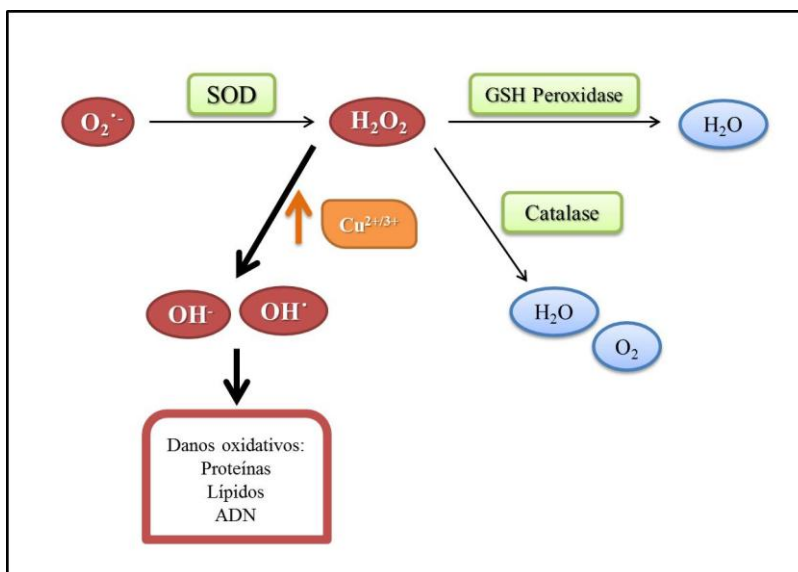 SOD
GSH Peroxidase
O₂˙⁻
H₂O₂
H₂O
Cu²⁺/³⁺
Catalase
OH⁻
OH˙
H₂O
O₂
Danos oxidativos:
Proteínas
Lípidos
ADN